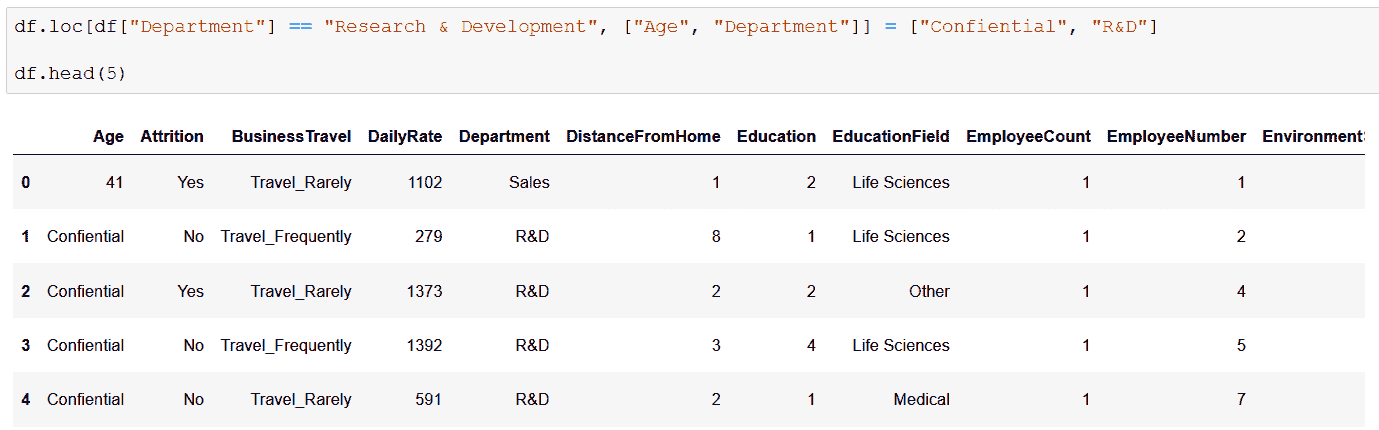 df.loc[df["Department"] == "Research & Development", ["Age", "Department"]] = ["Confiential", "R&D"]
df.head(5)
Age Attrition BusinessTravel DailyRate Department DistanceFromHome Education EducationField EmployeeCount EmployeeNumber Environment
0 41 Yes Travel_Rarely 1102 Sales 1 2 Life Sciences 1 1
1 Confiential No Travel_Frequently 279 R&D 8 1 Life Sciences 1 2
2 Confiential Yes Travel_Rarely 1373 R&D 2 2 Other 1 4
3 Confiential No Travel_Frequently 1392 R&D 3 4 Life Sciences 1 5
4 Confiential No Travel_Rarely 591 R&D 2 1 Medical 1 7